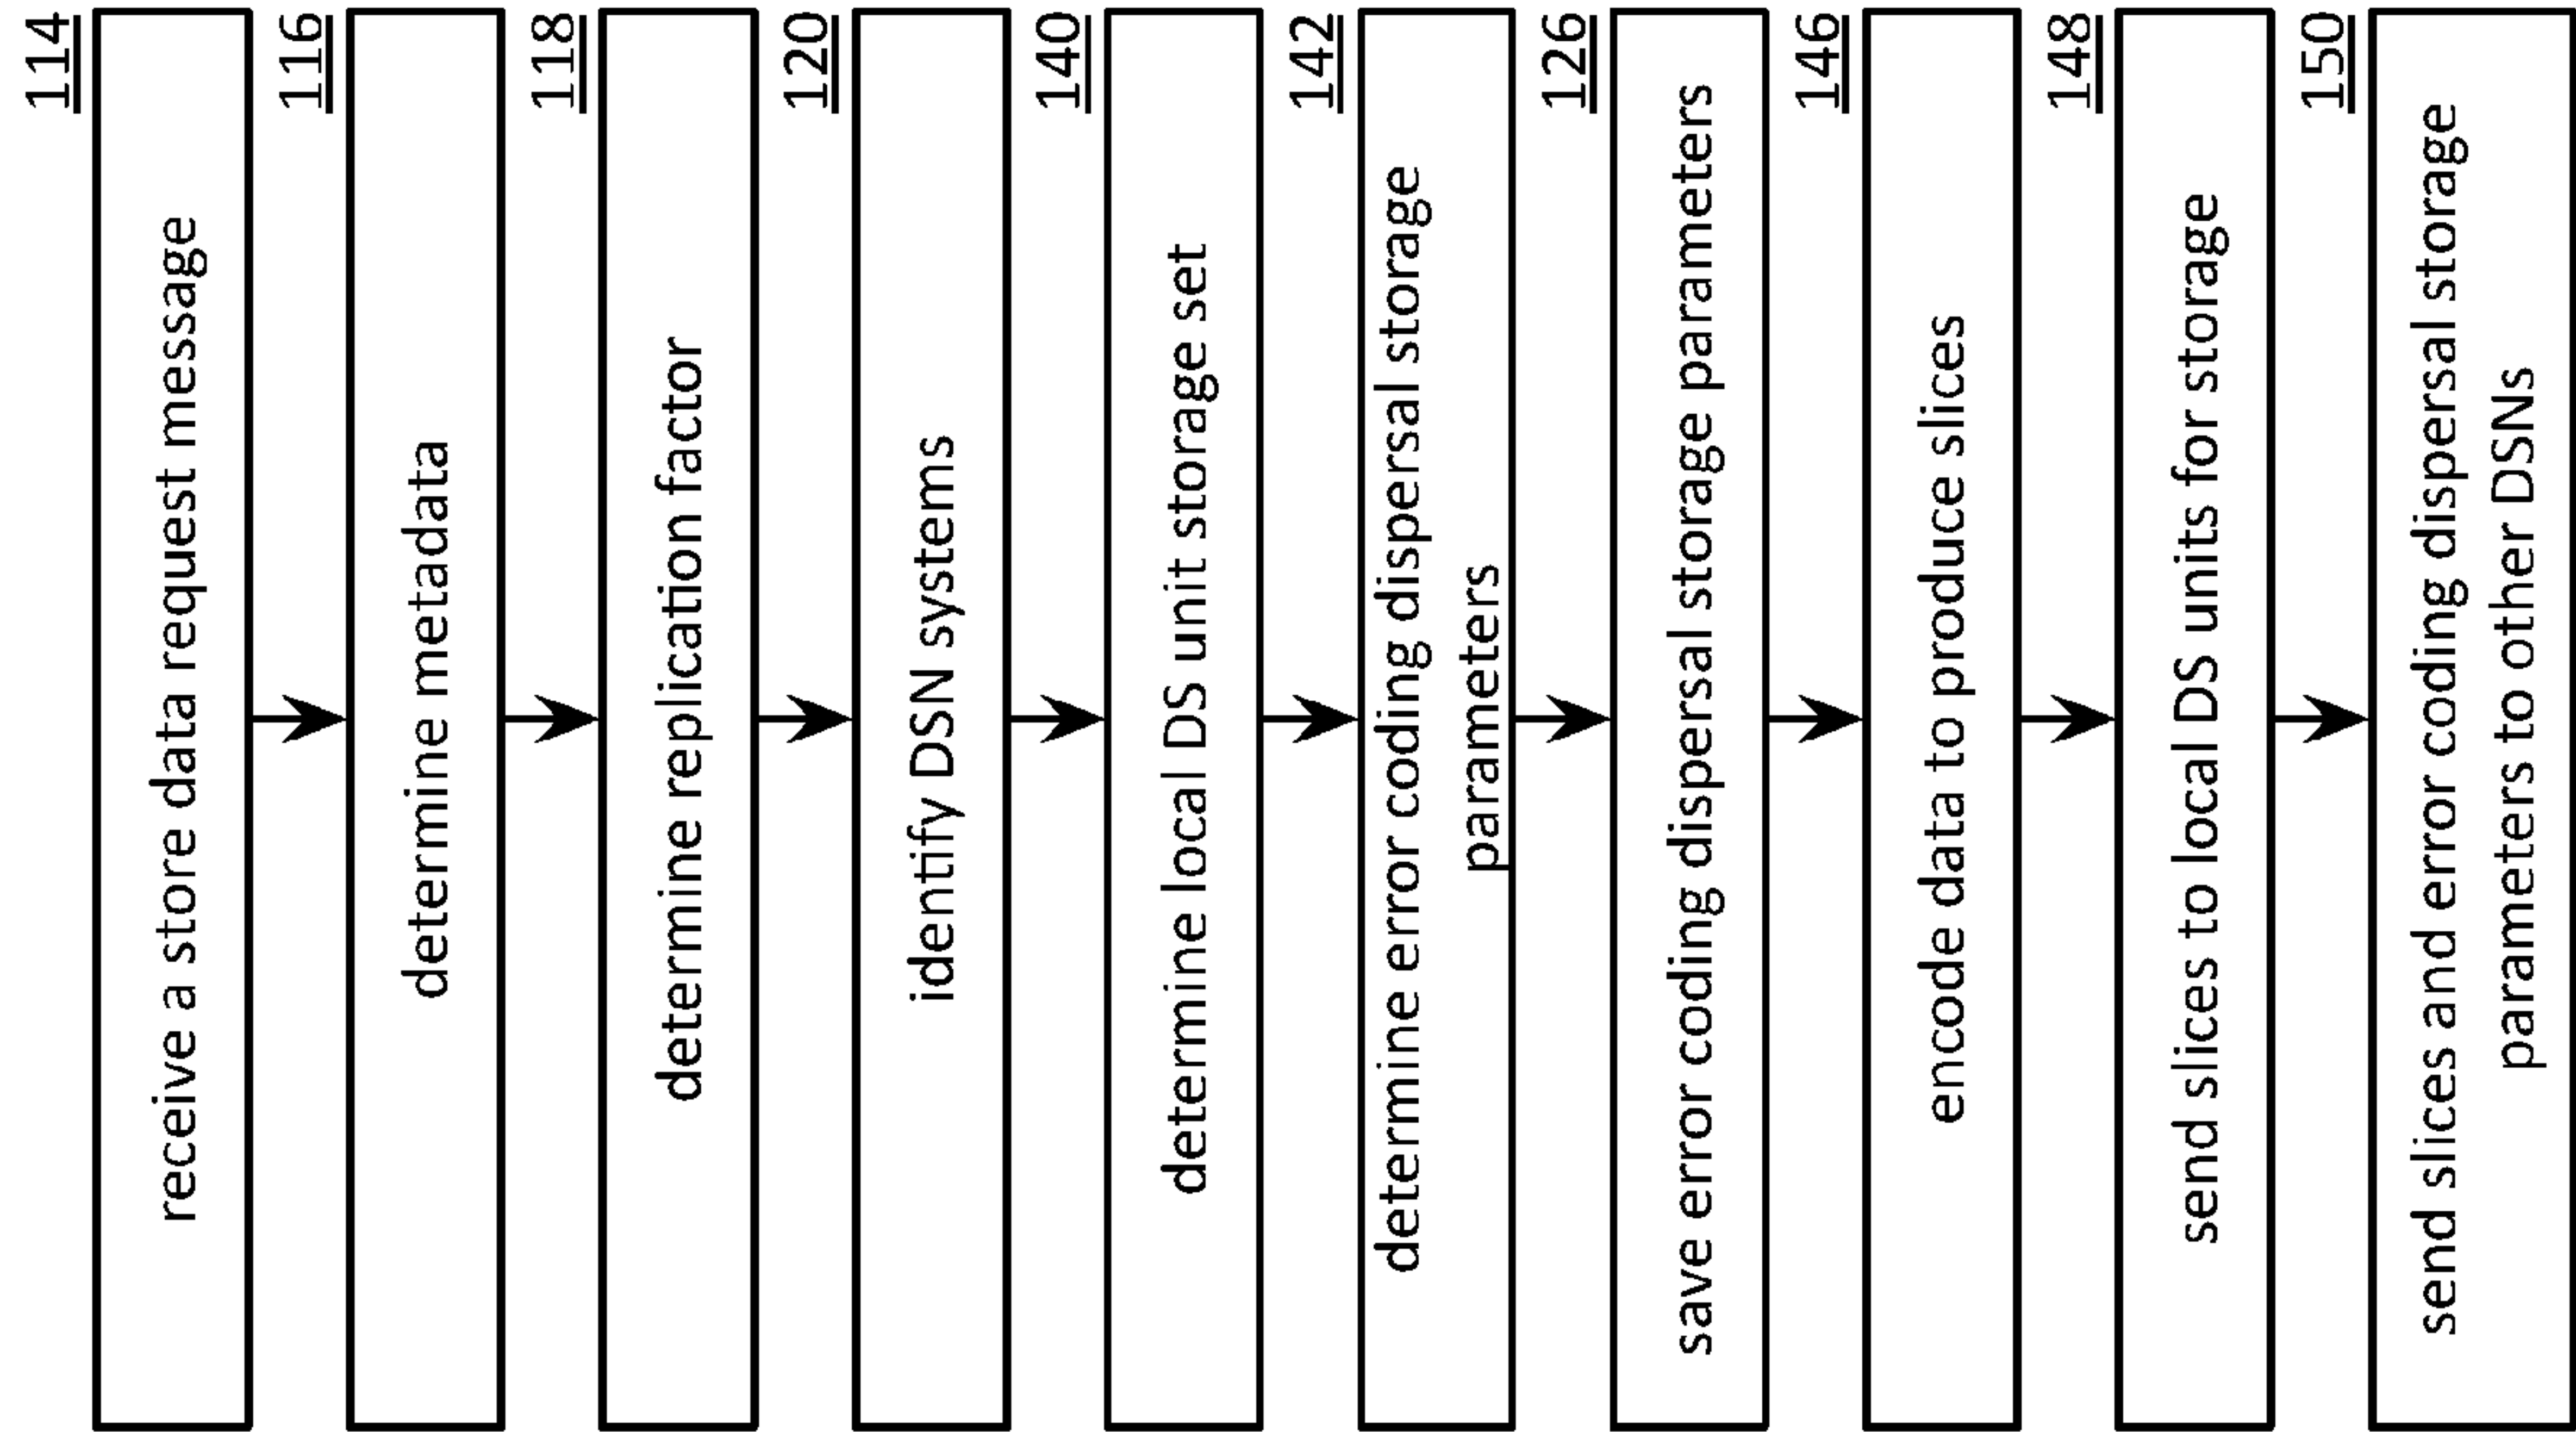 114
receive a store data request message
116
determine metadata
118
determine replication factor
120
identify DSN systems
140
determine local DS unit storage set
142
determine error coding dispersal storage
parameters
126
save error coding dispersal storage parameters
146
encode data to produce slices
148
send slices to local DS units for storage
150
send slices and error coding dispersal storage
parameters to other DSNs